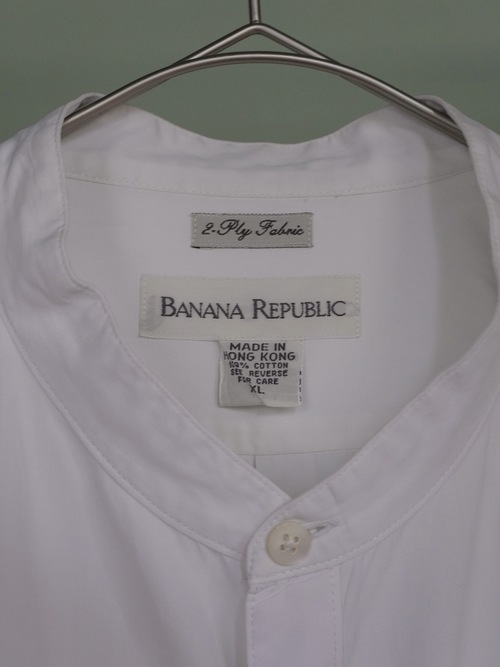 2-Ply Fabric
BANANA REPUBLIC
MADE IN
HONG KONG
100% COTTON
SEE REVERSE
FOR CARE
XL